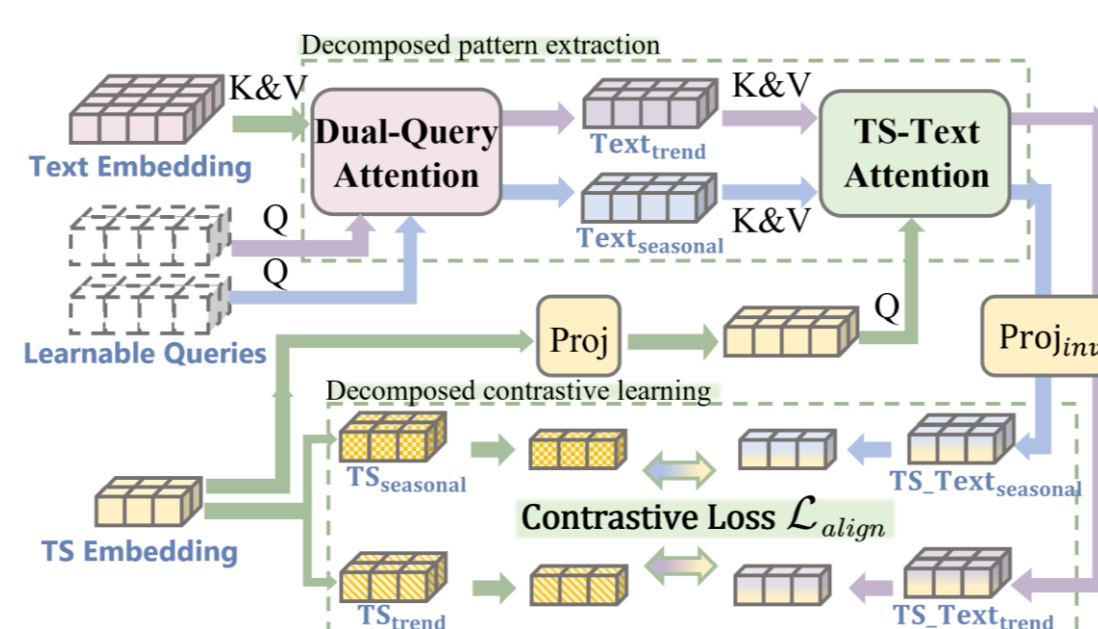 Decomposed pattern extraction
K&V
Text Embedding
Dual-Query
Attention
Text_trend
K&V
TS-Text
Attention
Text_seasonal
K&V
Q
Q
Learnable Queries
Proj
Q
Proj_inv
Decomposed contrastive learning
TS_seasonal
TS_Text_seasonal
Contrastive Loss ℒ_align
TS Embedding
TS_trend
TS_Text_trend